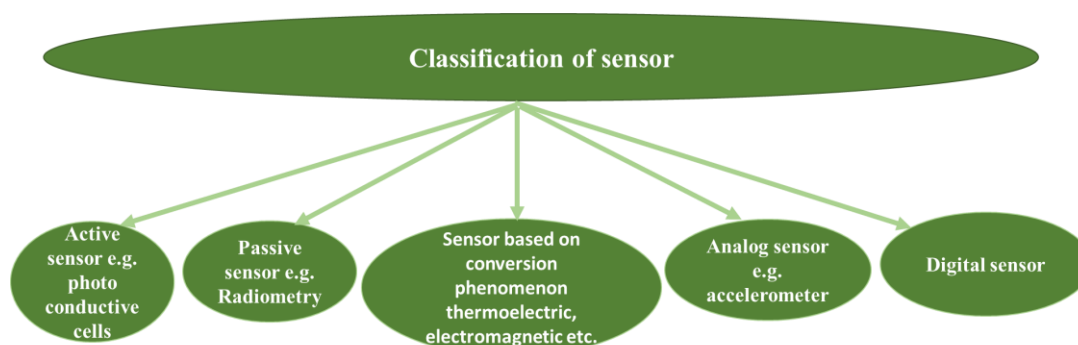 Classification of sensor
Active
sensor e.g.
photo
conductive
cells
Passive
sensor e.g.
Radiometry
Sensor based on
conversion
phenomenon
thermoelectric,
electromagnetic etc.
Analog sensor
e.g.
accelerometer
Digital sensor